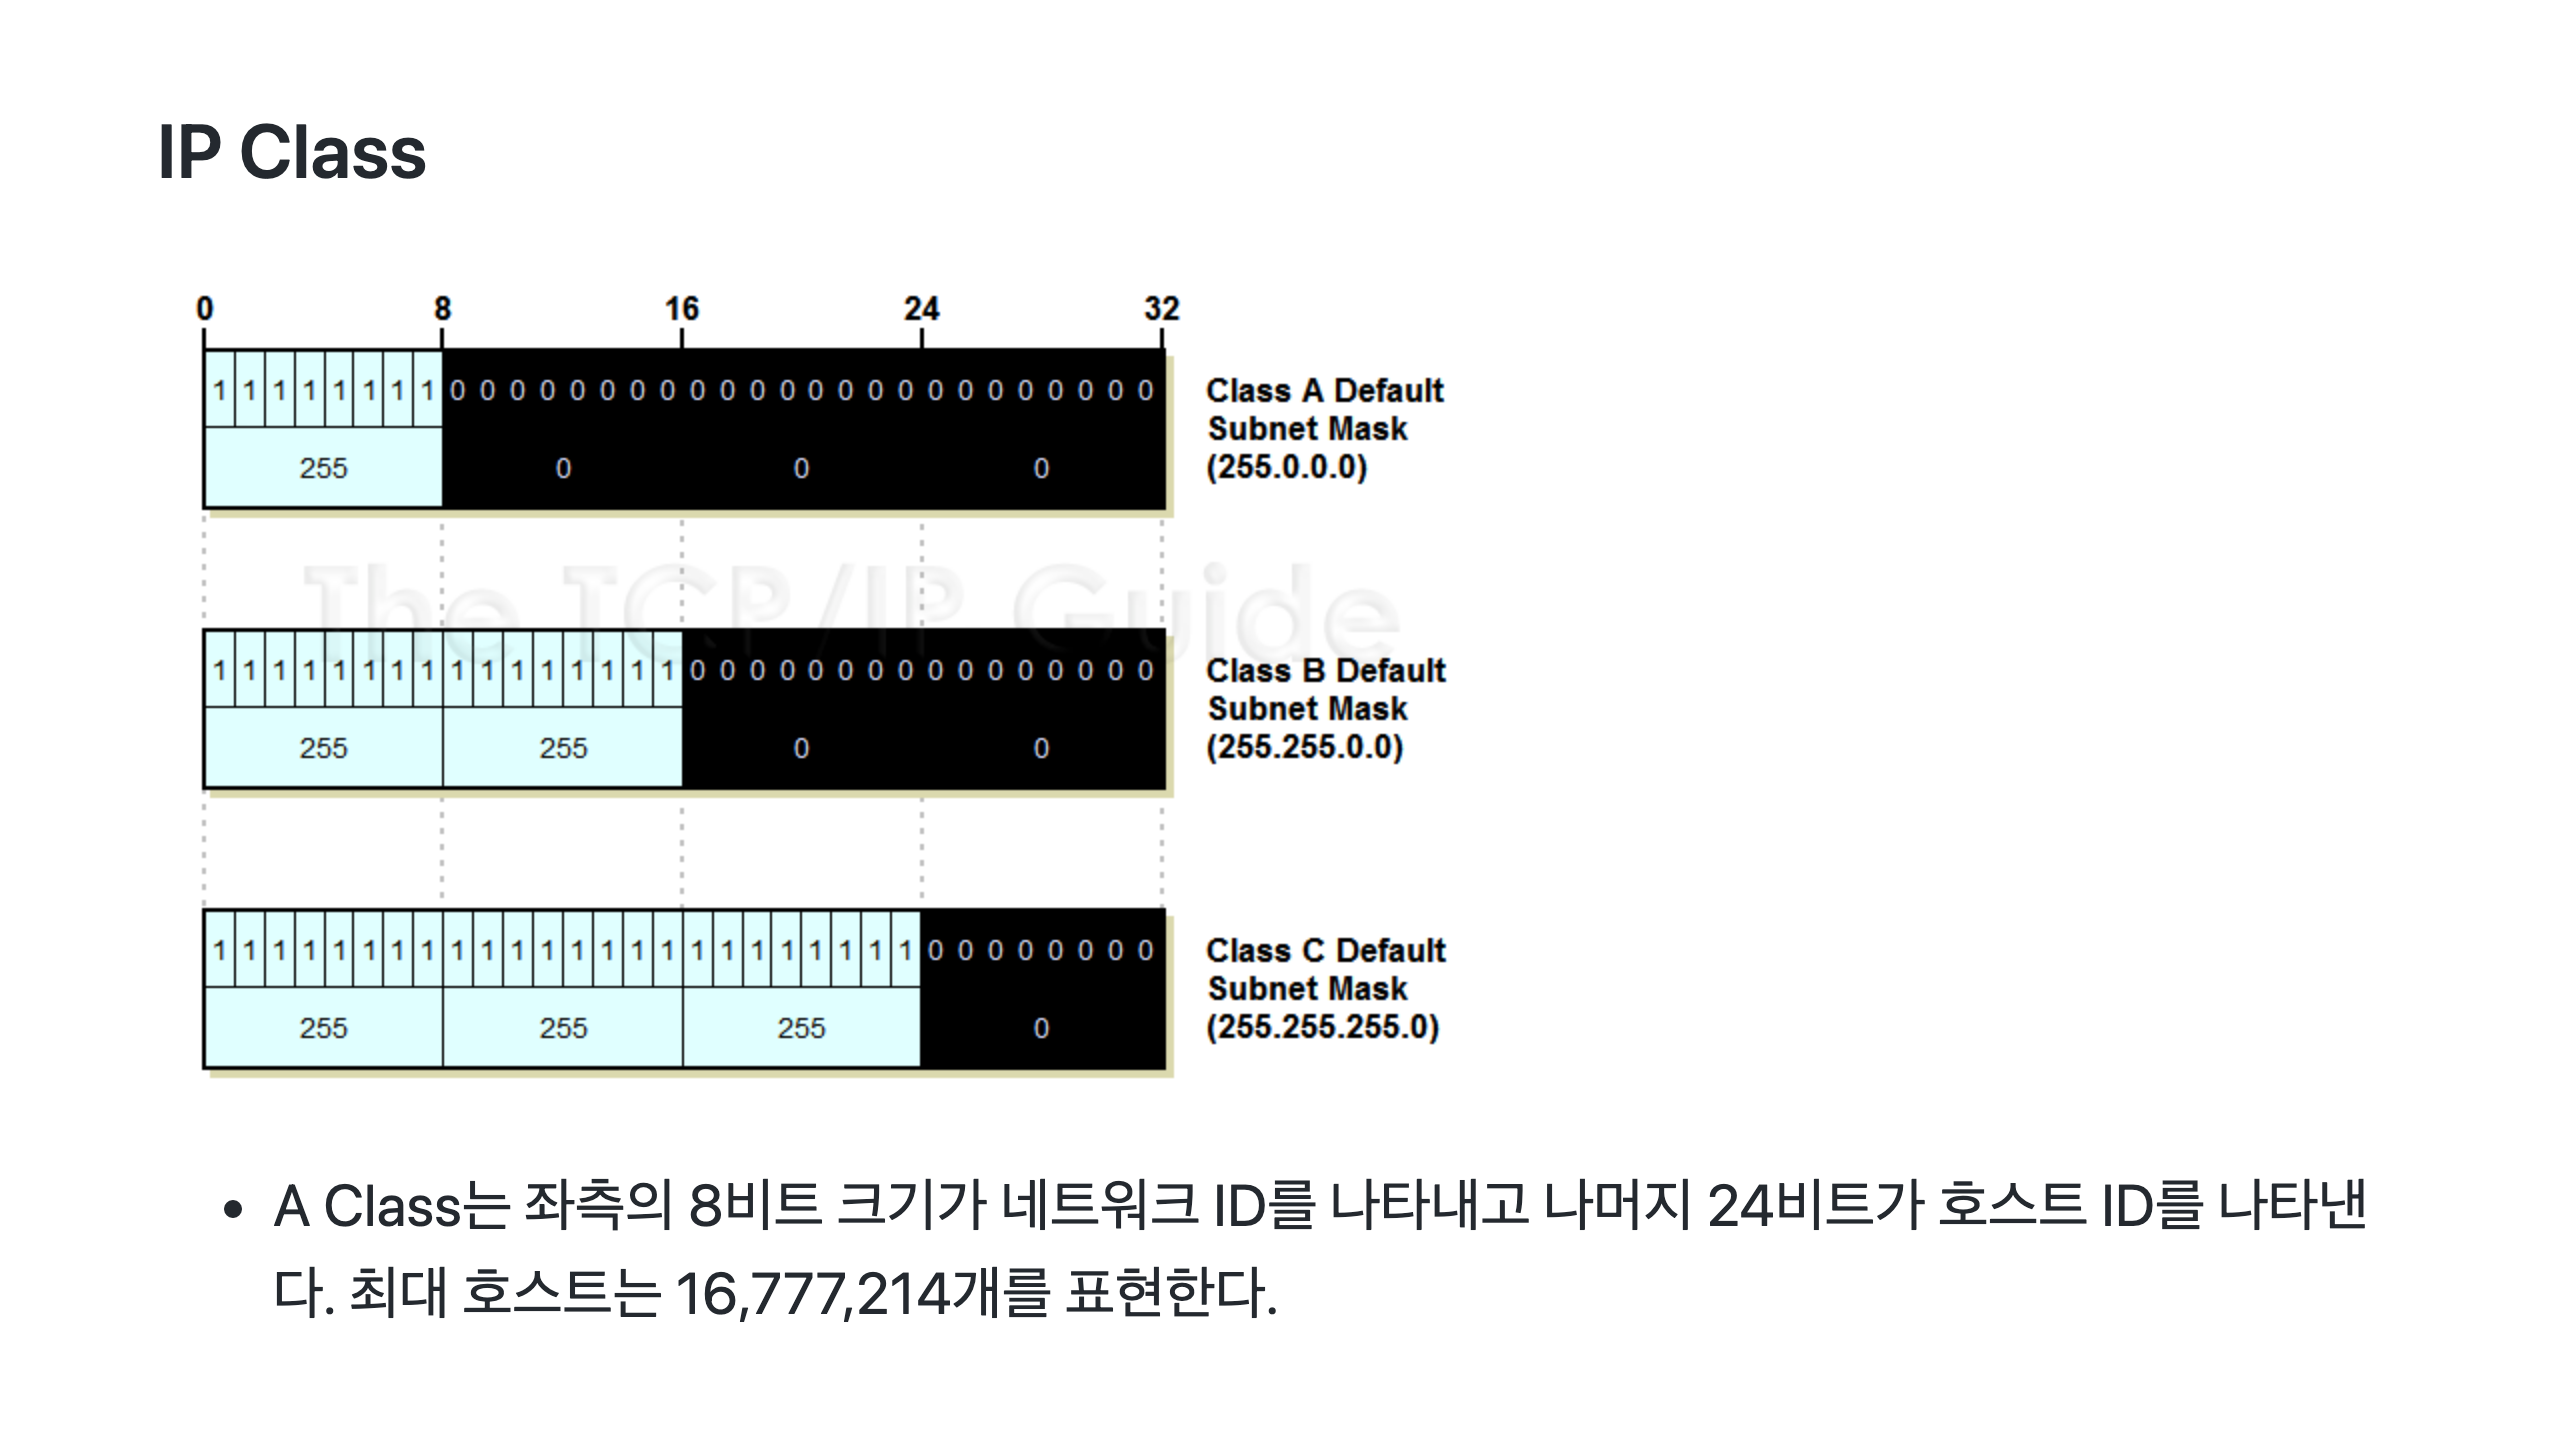 IP Class
0 8 16 24 32
1 1 1 1 1 1 1 1 0 0 0 0 0 0 0 0 0 0 0 0 0 0 0 0 0 0 0 0 0 0 0 0
255 0 0 0
Class A Default
Subnet Mask
(255.0.0.0)
The TCP/IP Guide
1 1 1 1 1 1 1 1 1 1 1 1 1 1 1 1 0 0 0 0 0 0 0 0 0 0 0 0 0 0 0 0
255 255 0 0
Class B Default
Subnet Mask
(255.255.0.0)
1 1 1 1 1 1 1 1 1 1 1 1 1 1 1 1 1 1 1 1 1 1 1 1 0 0 0 0 0 0 0 0
255 255 255 0
Class C Default
Subnet Mask
(255.255.255.0)
• A Class는 좌측의 8비트 크기가 네트워크 ID를 나타내고 나머지 24비트가 호스트 ID를 나타낸
다. 최대 호스트는 16,777,214개를 표현한다.